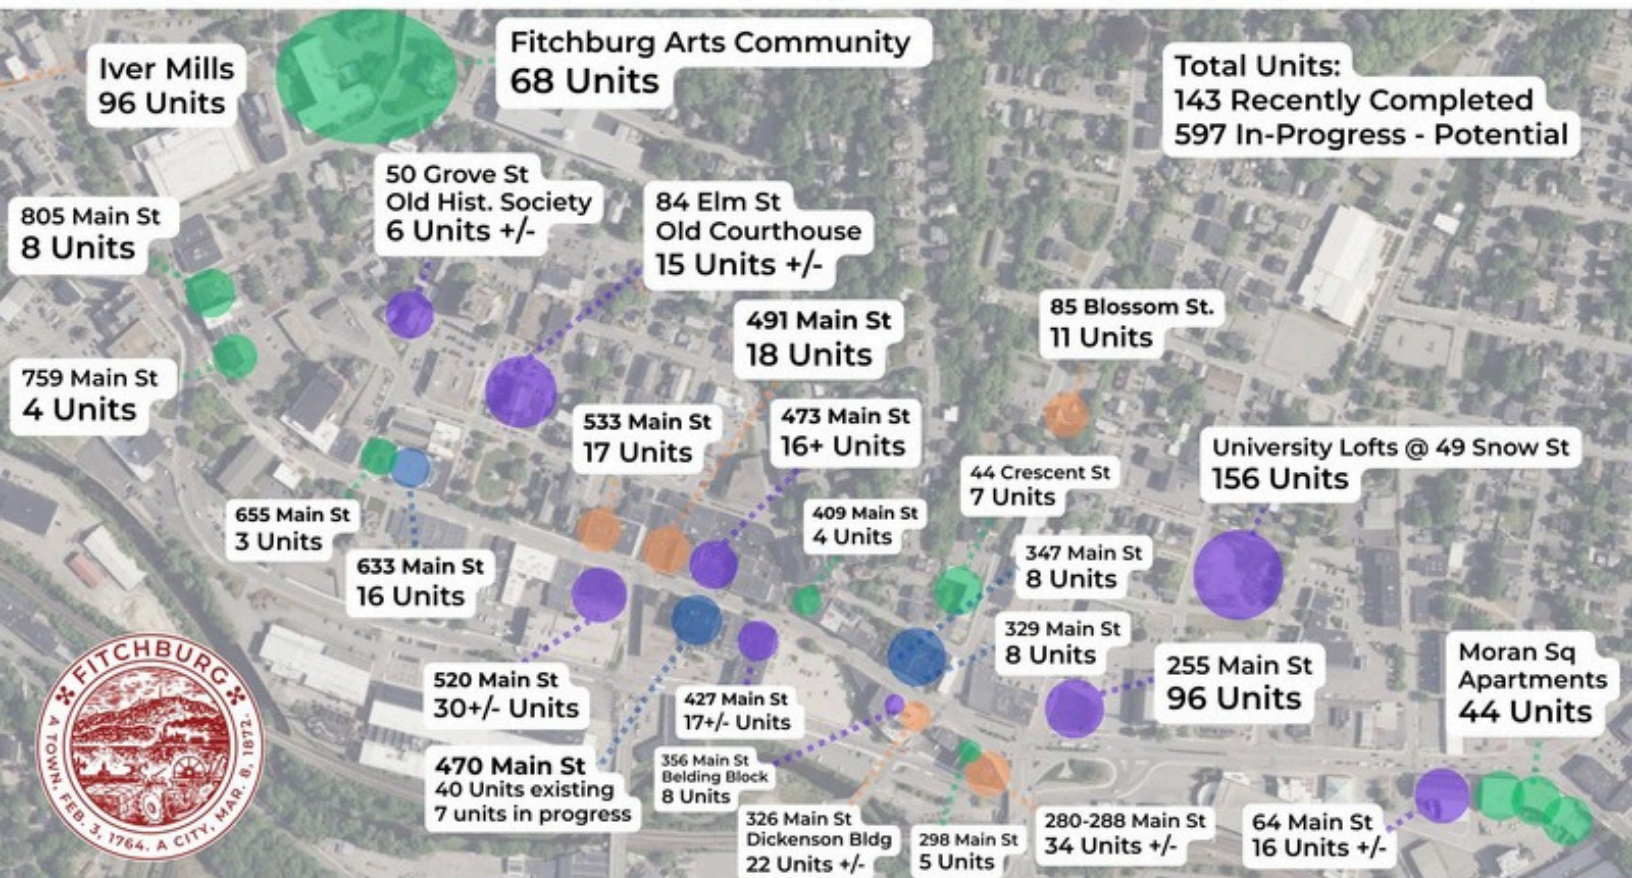 Iver Mills
96 Units
Fitchburg Arts Community
68 Units
Total Units:
143 Recently Completed
597 In-Progress - Potential
50 Grove St
Old Hist. Society
6 Units +/-
84 Elm St
Old Courthouse
15 Units +/-
805 Main St
8 Units
491 Main St
18 Units
85 Blossom St.
11 Units
759 Main St
4 Units
533 Main St
17 Units
473 Main St
16+ Units
University Lofts @ 49 Snow St
156 Units
44 Crescent St
7 Units
655 Main St
3 Units
409 Main St
4 Units
633 Main St
16 Units
347 Main St
8 Units
329 Main St
8 Units
255 Main St
96 Units
Moran Sq
Apartments
44 Units
520 Main St
30+/- Units
427 Main St
17+/- Units
470 Main St
40 Units existing
7 units in progress
356 Main St
Belding Block
8 Units
326 Main St
Dickenson Bldg
22 Units +/-
298 Main St
5 Units
280-288 Main St
34 Units +/-
64 Main St
16 Units +/-
FITCHBURG
A TOWN, FEB. 3, 1764. A CITY, MAR. 8, 1872.